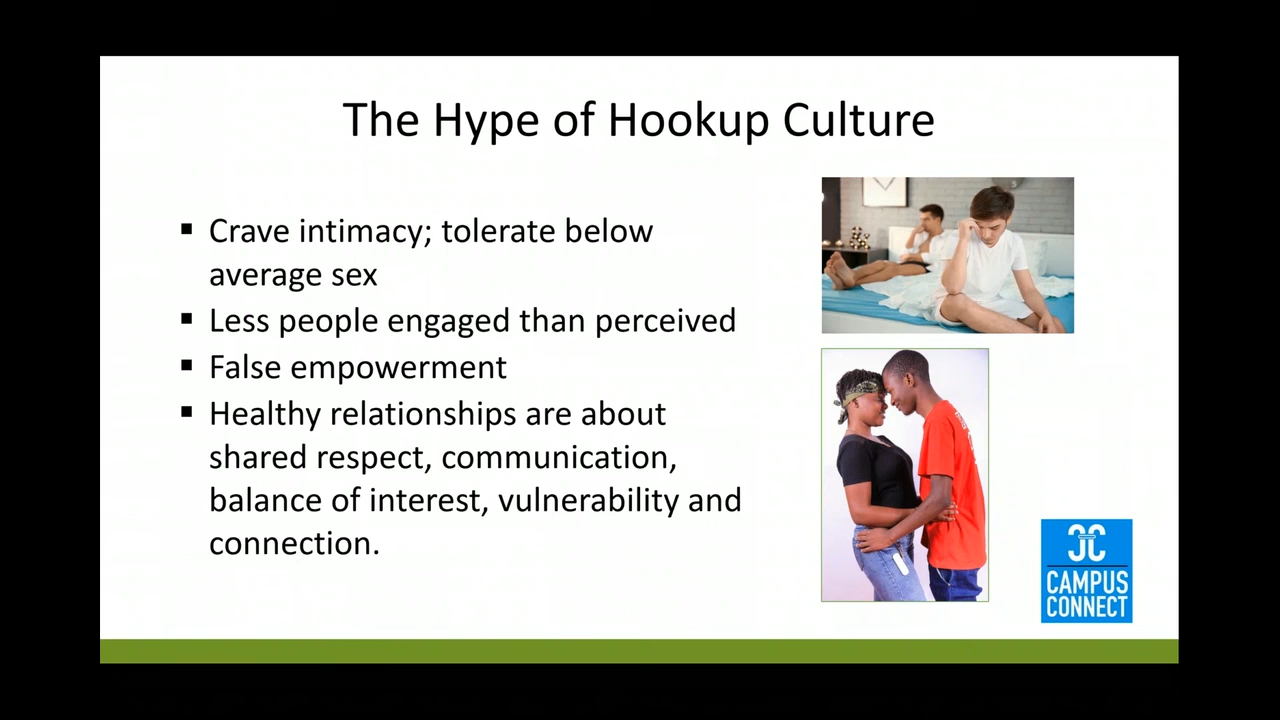 The Hype of Hookup Culture
▪ Crave intimacy; tolerate below
average sex
▪ Less people engaged than perceived
▪ False empowerment
▪ Healthy relationships are about
shared respect, communication,
balance of interest, vulnerability and
connection.
CAMPUS
CONNECT